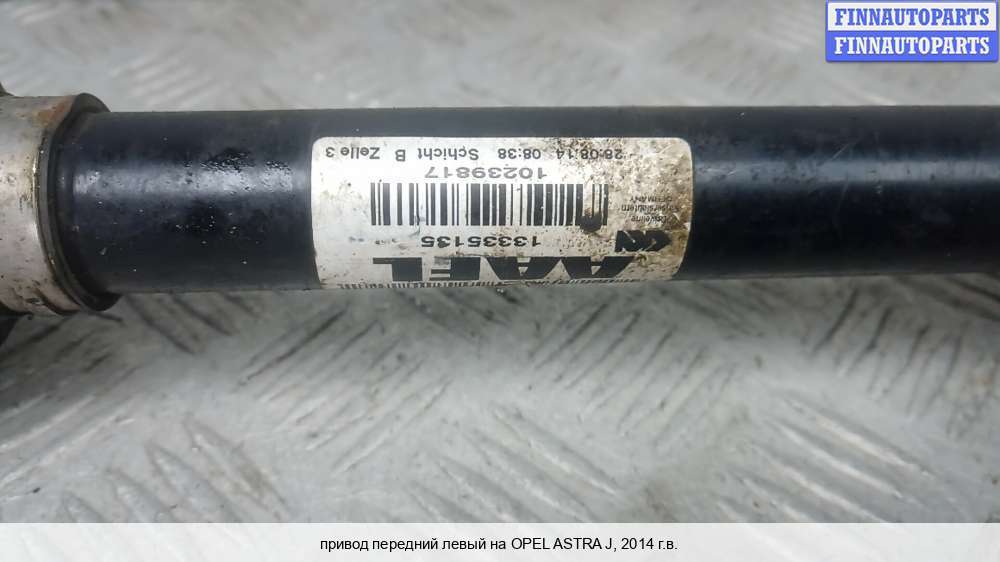 FINNAUTOPARTS
FINNAUTOPARTS
AAFL
13335135
GKN
GERMANY
10239817
28.08.14 08:38 Schicht B Zelle 3
привод передний левый на OPEL ASTRA J, 2014 г.в.